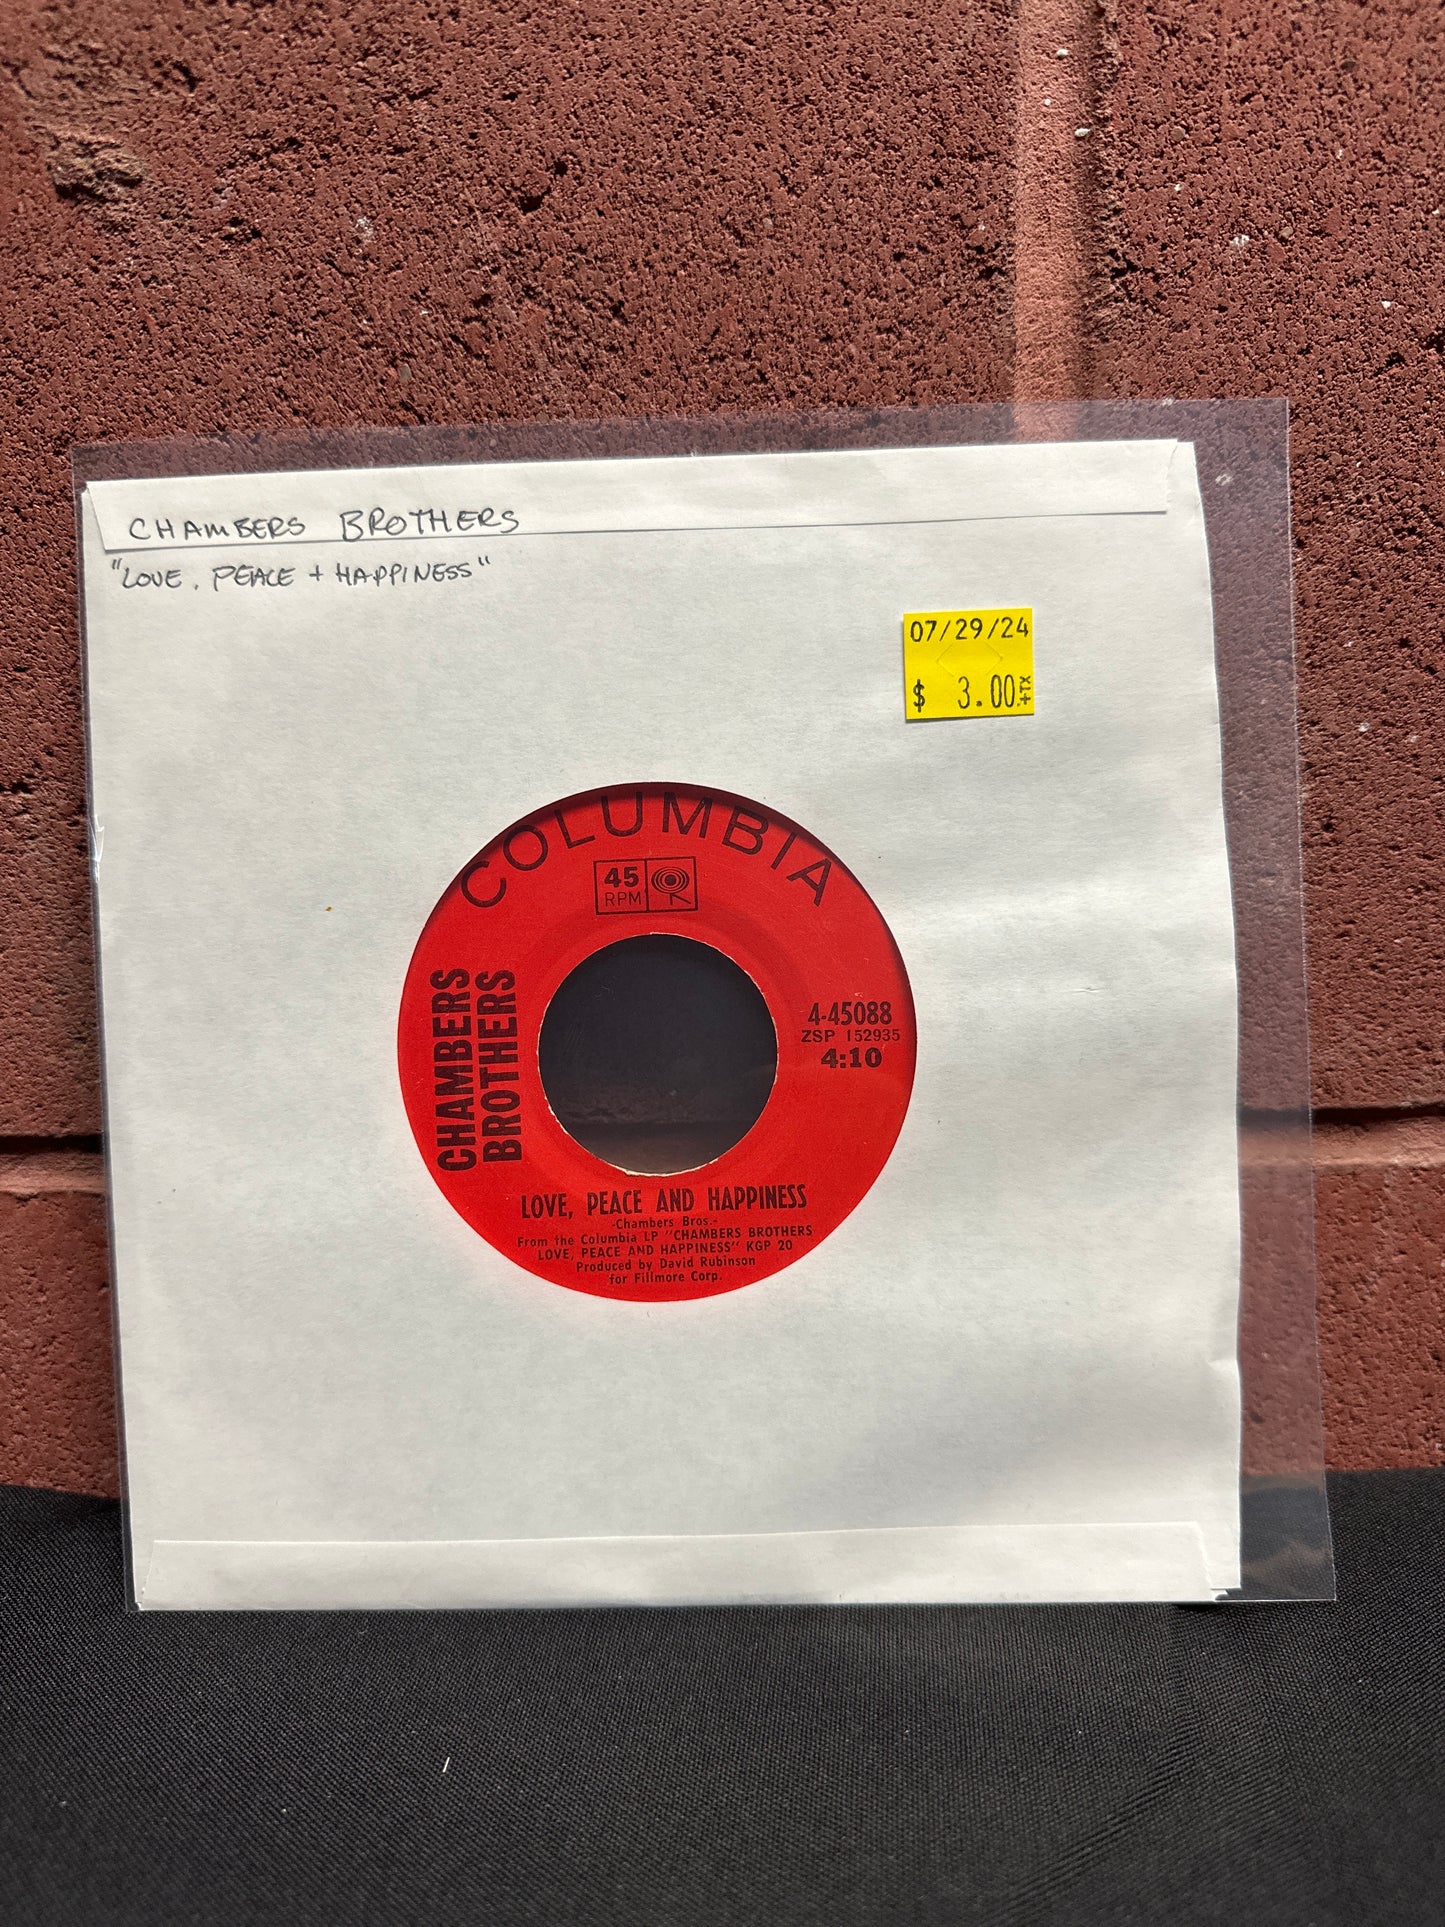 CHAMBERS BROTHERS
"LOVE, PEACE + HAPPINESS"
07/29/24
$ 3.00 +TX
COLUMBIA
45
RPM
CHAMBERS
BROTHERS
4-45088
ZSP 152935
4:10
LOVE, PEACE AND HAPPINESS
-Chambers Bros.-
From the Columbia LP "CHAMBERS BROTHERS
LOVE, PEACE AND HAPPINESS" KGP 20
Produced by David Rubinson
for Fillmore Corp.